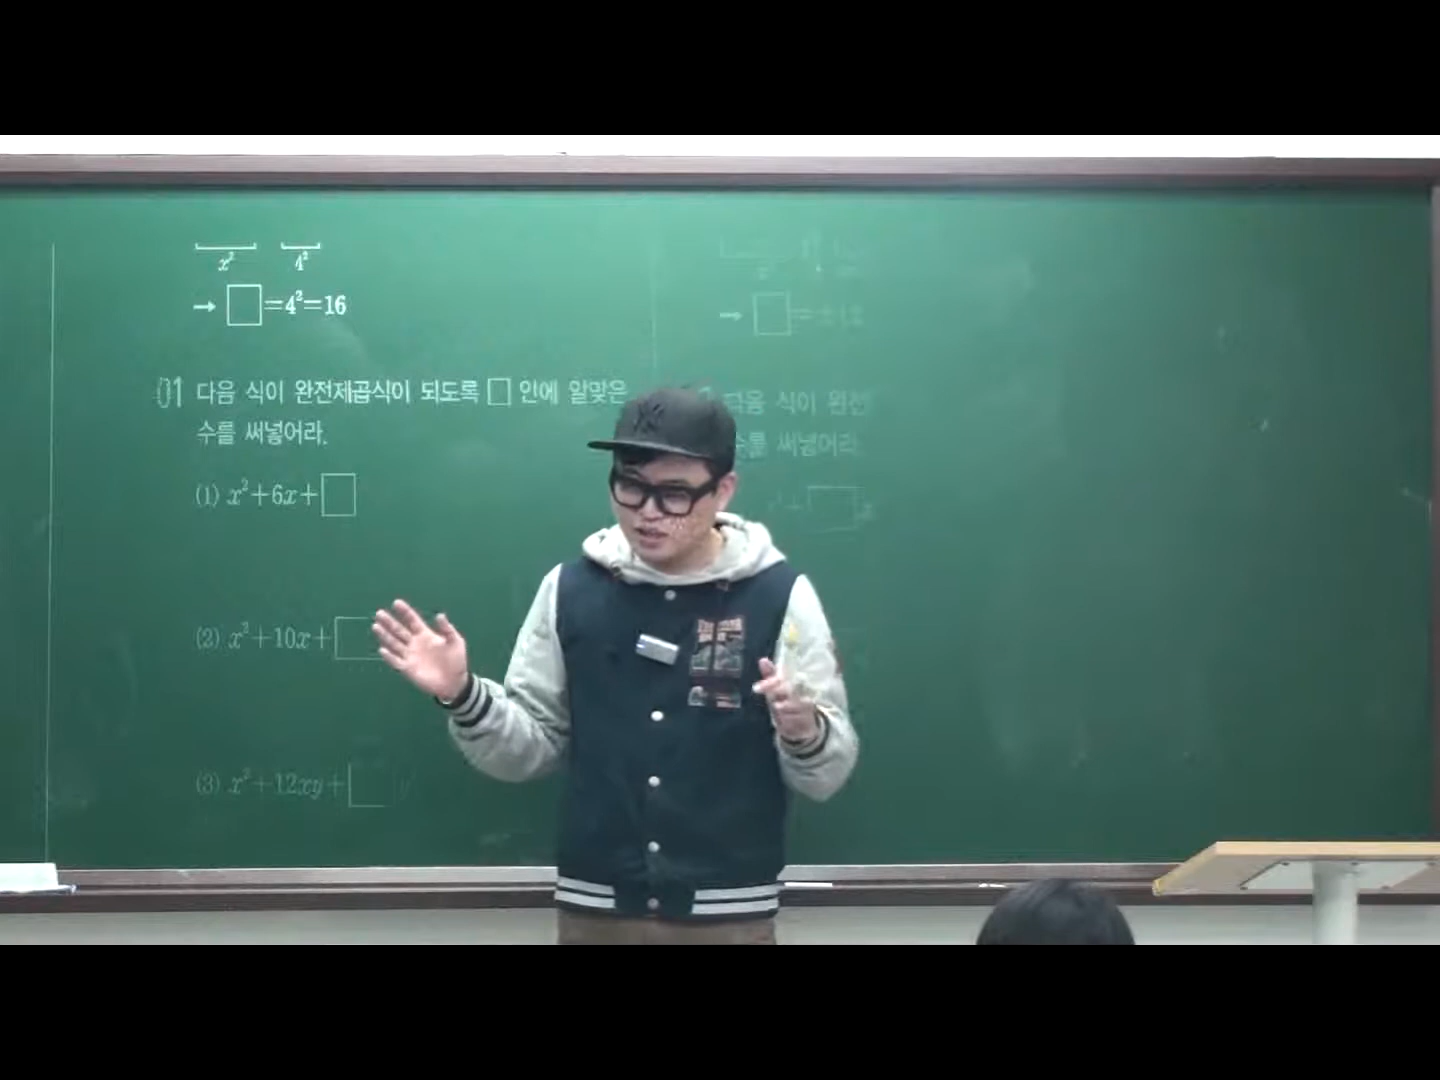 x² 4²
→ □=4²=16
01 다음 식이 완전제곱식이 되도록 □ 안에 알맞은
수를 써넣어라.
(1) x²+6x+□
(2) x²+10x+□
(3) x²+12xy+□
→ □=
다음 식이 완전
수를 써넣어라.